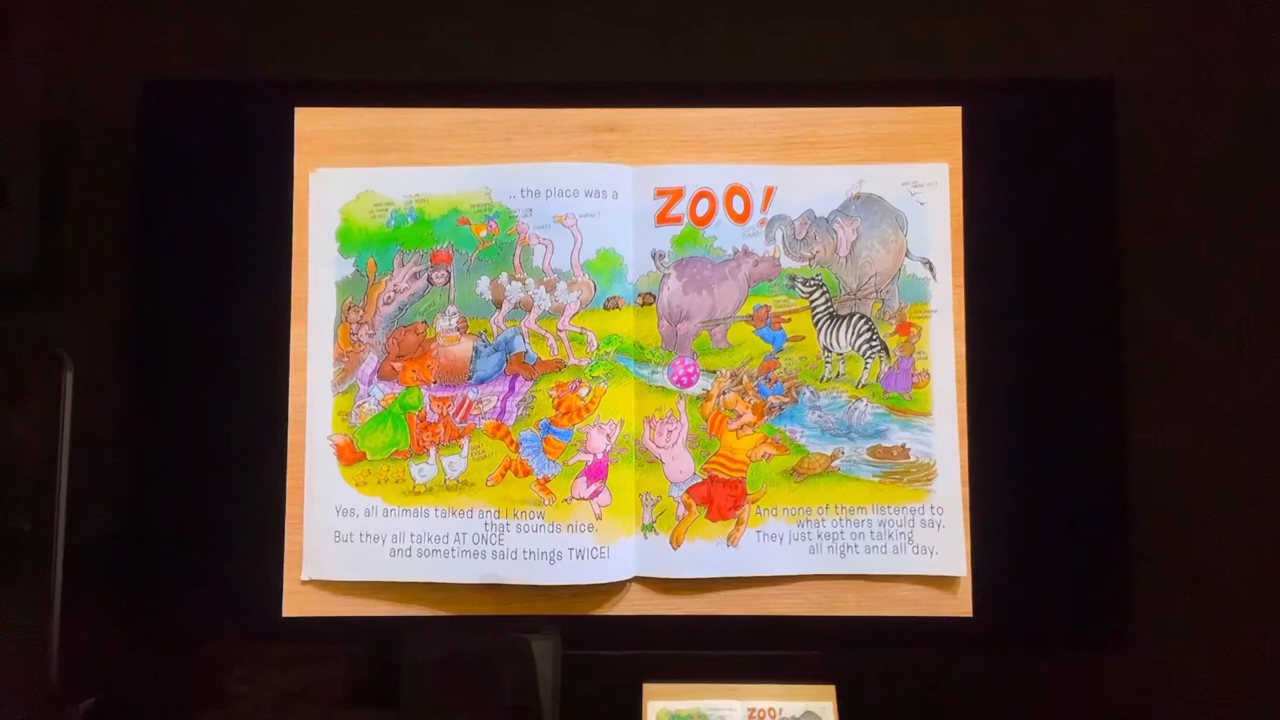 .. the place was a
ZOO!
Yes, all animals talked and I know
that sounds nice.
But they all talked AT ONCE
and sometimes said things TWICE!
And none of them listened to
what others would say.
They just kept on talking
all night and all day.
ZOO!